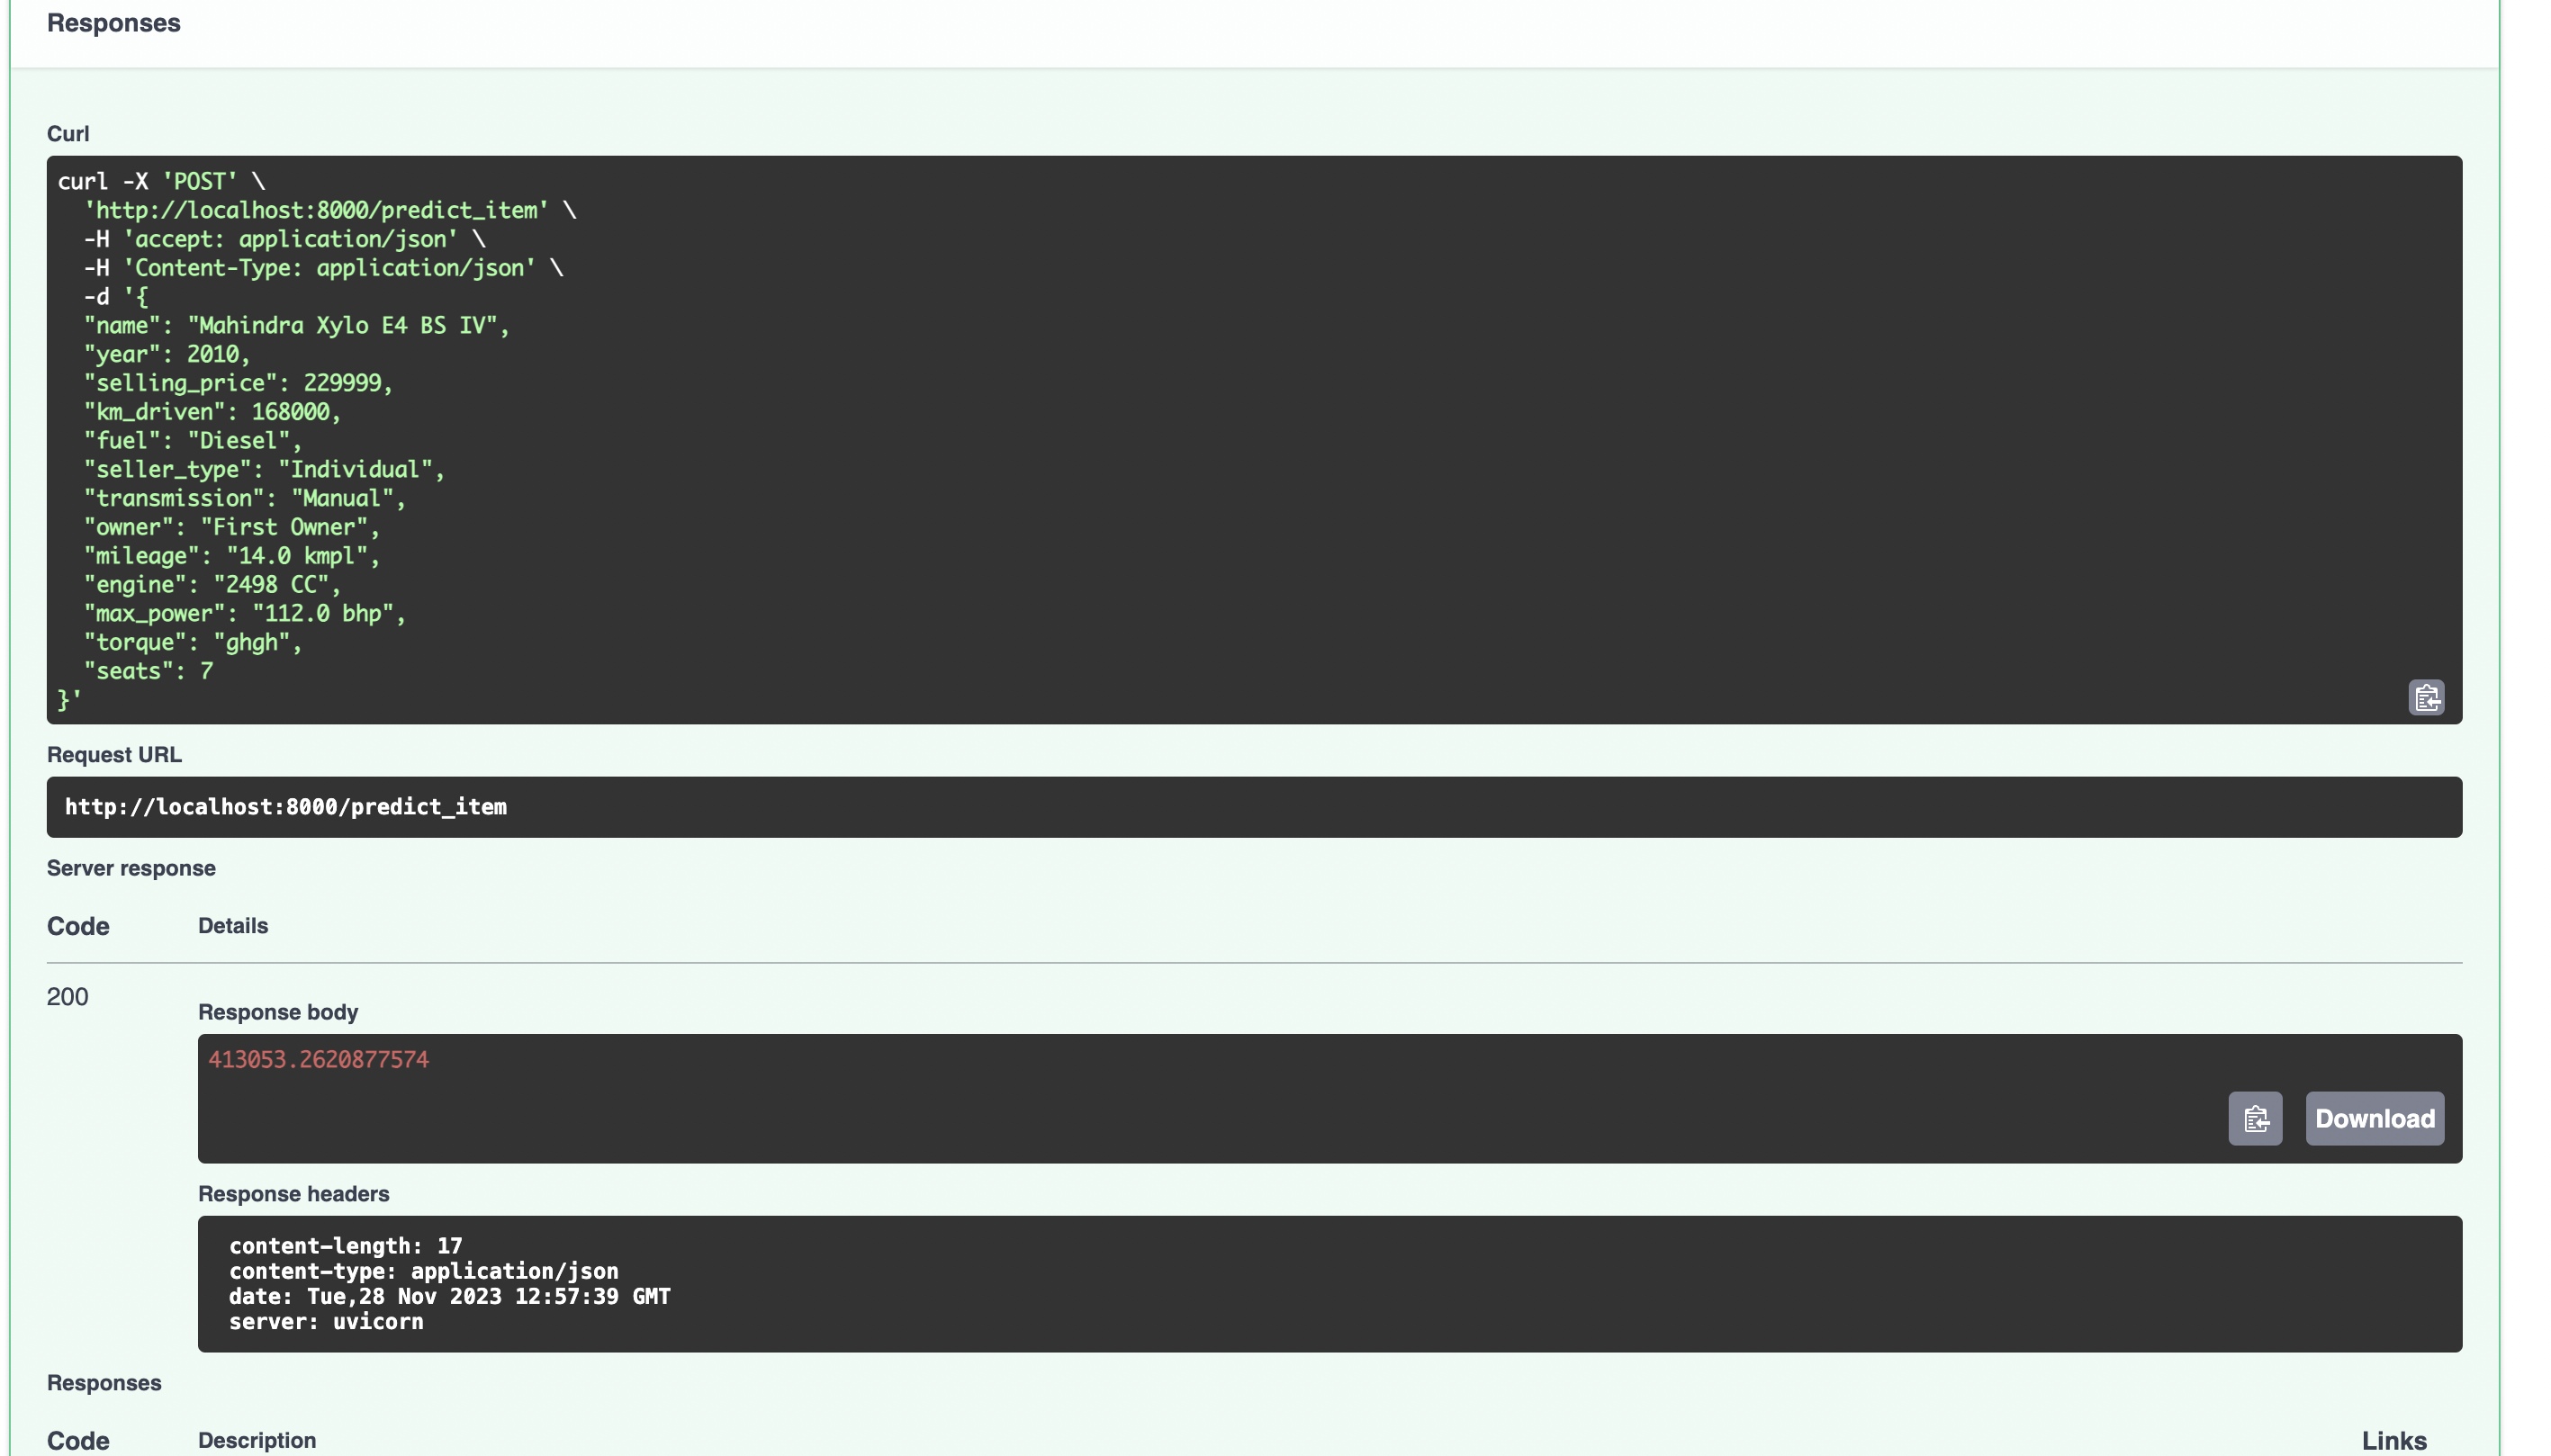 Responses
Curl
curl -X 'POST' \
  'http://localhost:8000/predict_item' \
  -H 'accept: application/json' \
  -H 'Content-Type: application/json' \
  -d '{
  "name": "Mahindra Xylo E4 BS IV",
  "year": 2010,
  "selling_price": 229999,
  "km_driven": 168000,
  "fuel": "Diesel",
  "seller_type": "Individual",
  "transmission": "Manual",
  "owner": "First Owner",
  "mileage": "14.0 kmpl",
  "engine": "2498 CC",
  "max_power": "112.0 bhp",
  "torque": "ghgh",
  "seats": 7
}'
Request URL
http://localhost:8000/predict_item
Server response
Code Details
200
Response body
413053.2620877574
Download
Response headers
content-length: 17
content-type: application/json
date: Tue,28 Nov 2023 12:57:39 GMT
server: uvicorn
Responses
Code Description Links